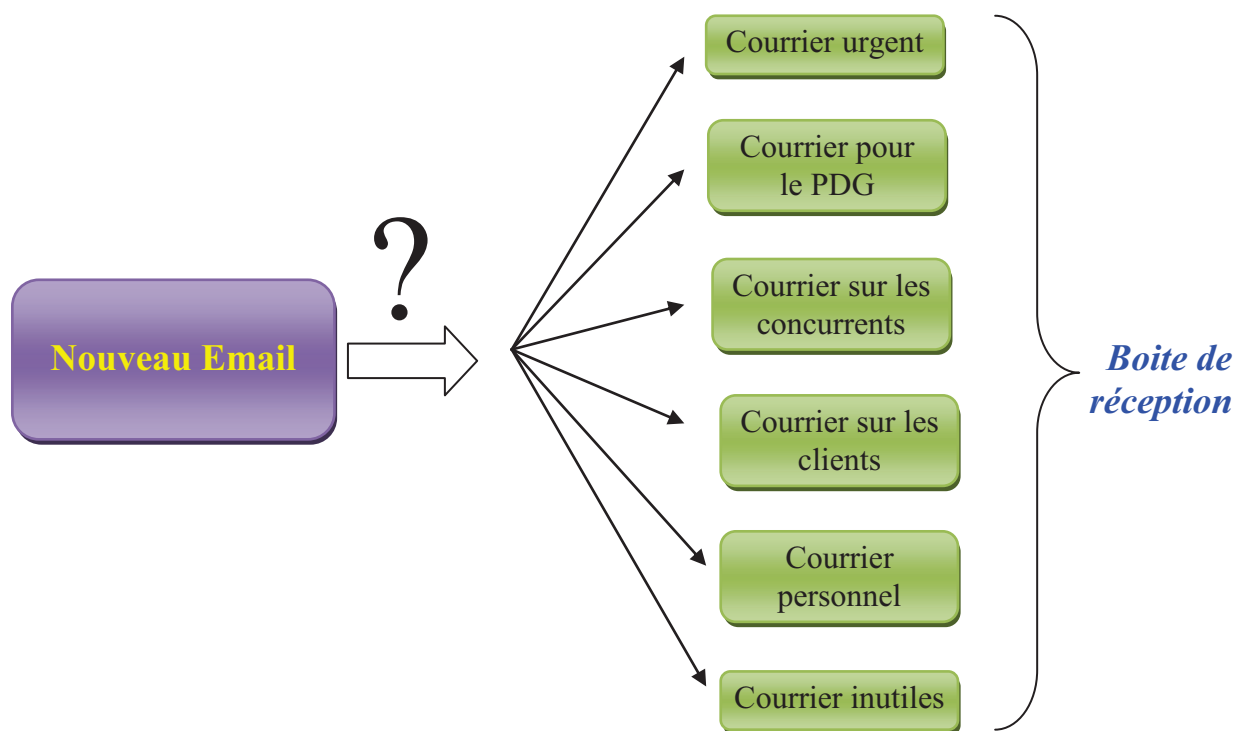 Courrier urgent
Courrier pour
le PDG
?
Nouveau Email
Courrier sur les
concurrents
Courrier sur les
clients
Courrier
personnel
Courrier inutiles
Boite de
réception